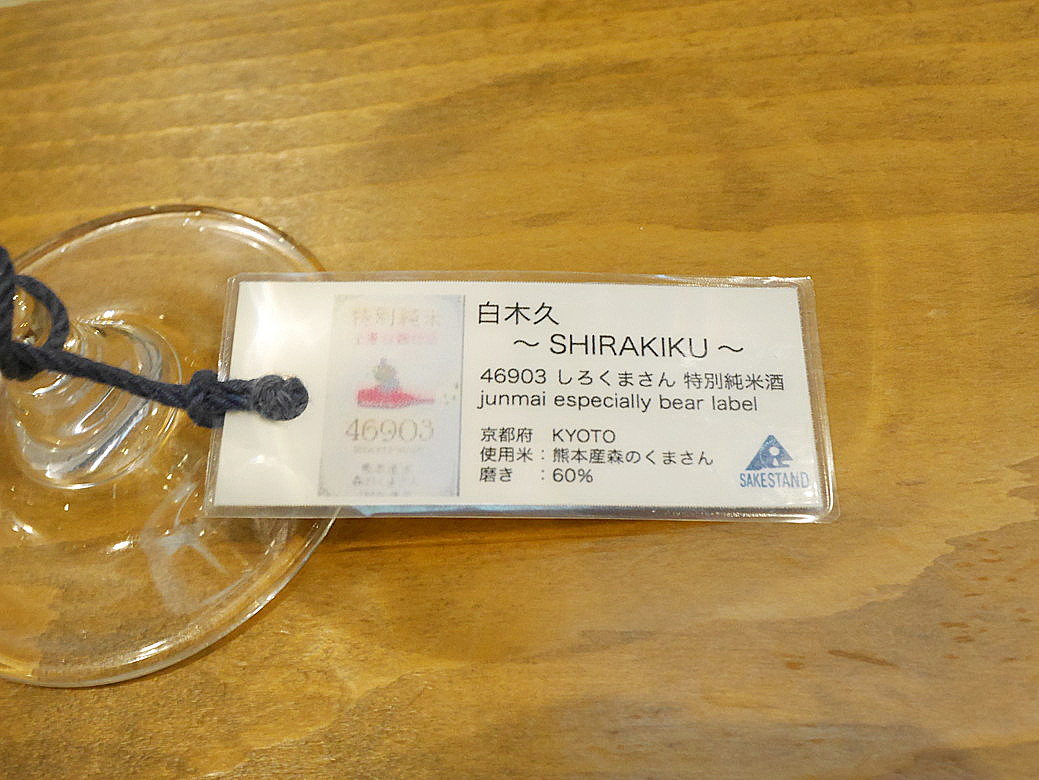 特別純米
46903
白木久
～ SHIRAKIKU ～
46903 しろくまさん 特別純米酒
junmai especially bear label
京都府 KYOTO
使用米：熊本産森のくまさん
磨き ：60%
SAKESTAND